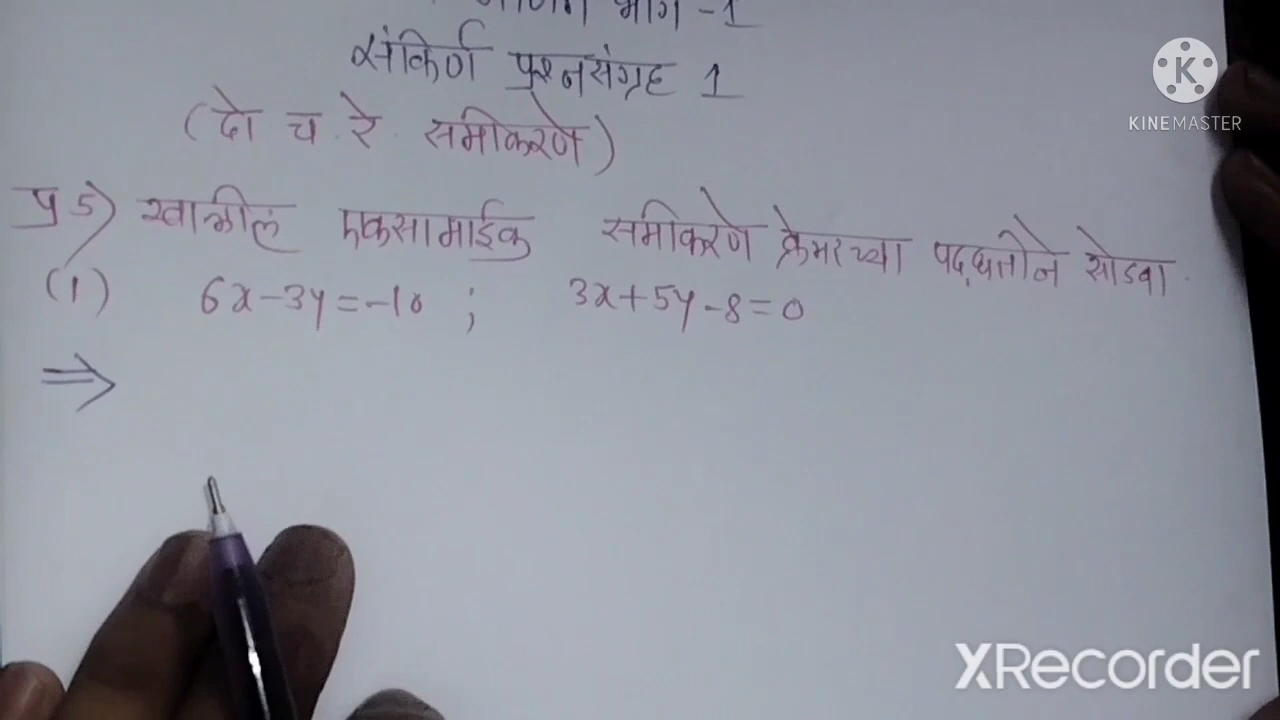 भाग -1
संकिर्ण प्रश्नसंग्रह 1
(दो च. रे. समीकरणे)
प्र 5) खालील एकसामाईक समीकरणे क्रेमरच्या पद्धतीने सोडवा.
(1) 6x-3y=-10 ; 3x+5y-8=0
⇒
K
KINEMASTER
XRecorder